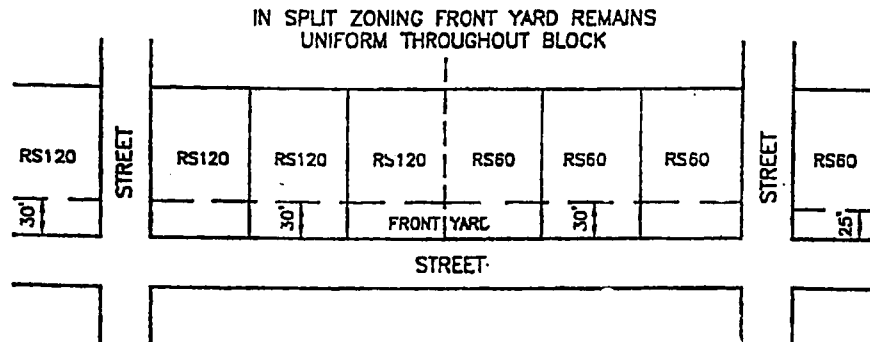 IN SPLIT ZONING FRONT YARD REMAINS
UNIFORM THROUGHOUT BLOCK
RS120
STREET
RS120
RS120
RS120
RS60
RS60
RS60
STREET
RS60
30'
30'
FRONT YARD
30'
25'
STREET